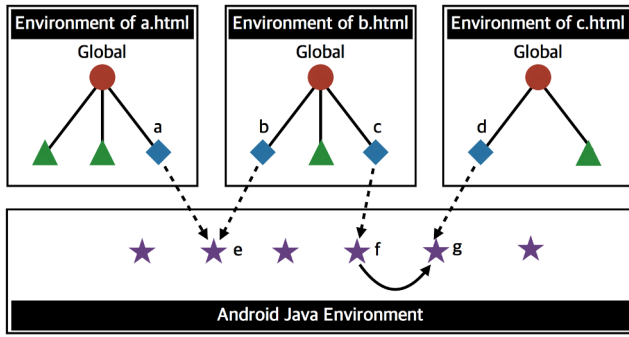 Environment of a.html
Environment of b.html
Environment of c.html
Global
Global
Global
a
b
c
d
e
f
g
Android Java Environment